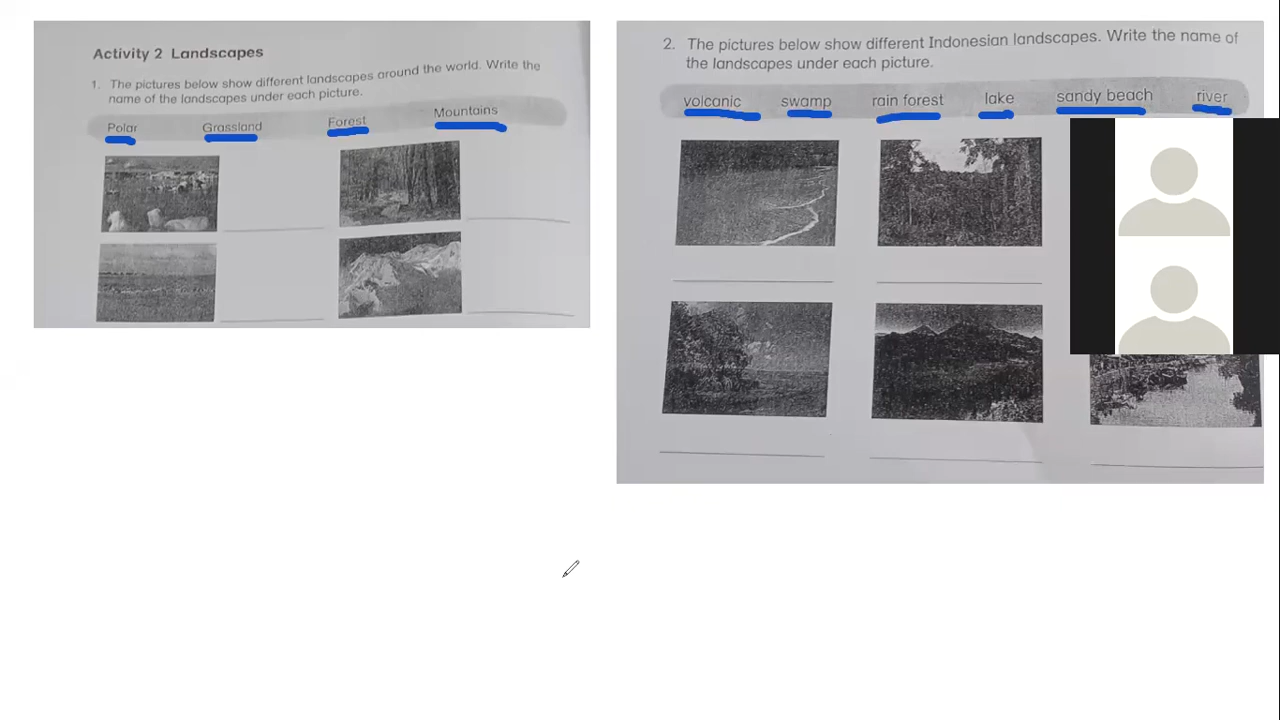 Activity 2 Landscapes
1. The pictures below show different landscapes around the world. Write the
name of the landscapes under each picture.
Polar Grassland Forest Mountains
2. The pictures below show different Indonesian landscapes. Write the name of
the landscapes under each picture.
volcanic swamp rain forest lake sandy beach river